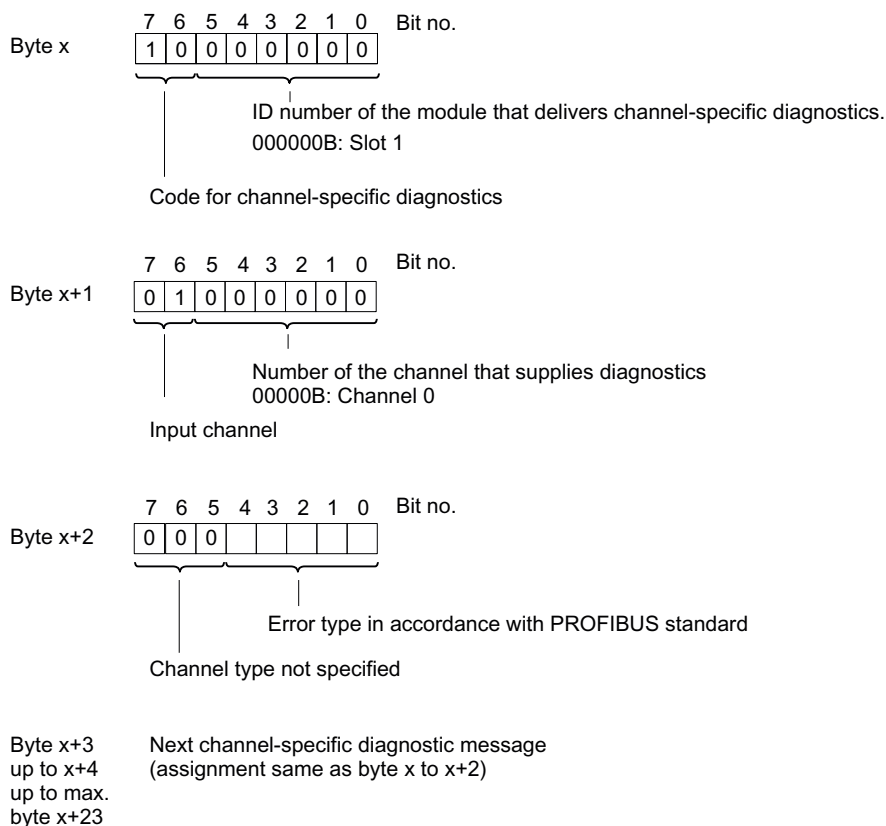 7 6 5 4 3 2 1 0 Bit no.
Byte x 1 0 0 0 0 0 0 0
ID number of the module that delivers channel-specific diagnostics.
000000B: Slot 1
Code for channel-specific diagnostics
7 6 5 4 3 2 1 0 Bit no.
Byte x+1 0 1 0 0 0 0 0 0
Number of the channel that supplies diagnostics
00000B: Channel 0
Input channel
7 6 5 4 3 2 1 0 Bit no.
Byte x+2 0 0 0
Error type in accordance with PROFIBUS standard
Channel type not specified
Byte x+3 Next channel-specific diagnostic message
up to x+4 (assignment same as byte x to x+2)
up to max.
byte x+23